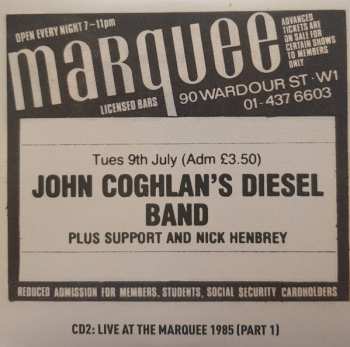 OPEN EVERY NIGHT 7-11pm
marquee
LICENSED BARS
ADVANCED
TICKETS ARE
ON SALE FOR
CERTAIN SHOWS
TO MEMBERS
ONLY
90 WARDOUR ST·W1
01-437 6603
Tues 9th July (Adm £3.50)
JOHN COGHLAN'S DIESEL
BAND
PLUS SUPPORT AND NICK HENBREY
REDUCED ADMISSION FOR MEMBERS, STUDENTS, SOCIAL SECURITY CARDHOLDERS
CD2: LIVE AT THE MARQUEE 1985 (PART 1)